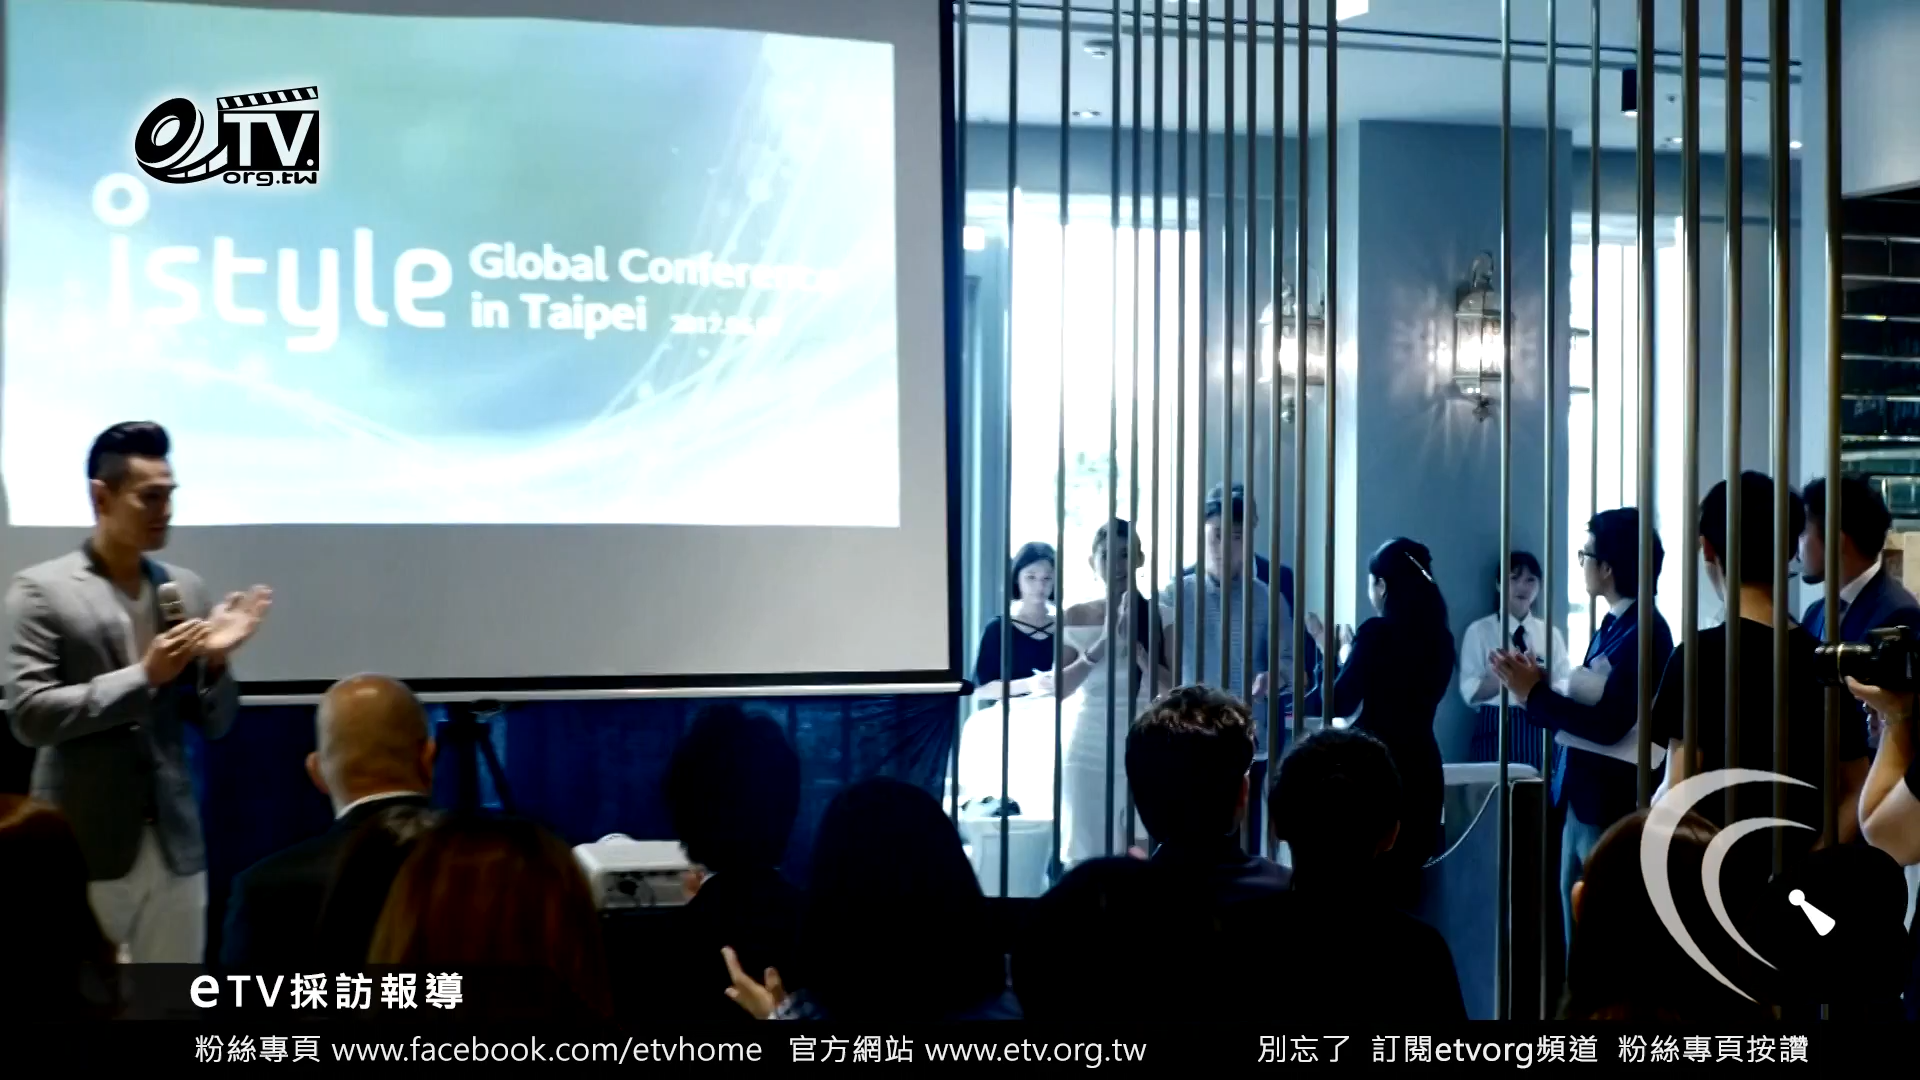 eTV.
org.tw
istyle
Global Conference
in Taipei
eTV採訪報導
粉絲專頁 www.facebook.com/etvhome 官方網站 www.etv.org.tw 別忘了 訂閱etvorg頻道 粉絲專頁按讚